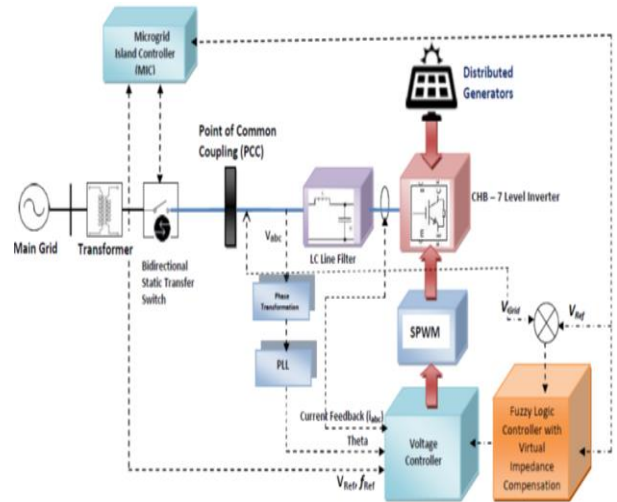 Microgrid
Island Controller
(MIC)
Distributed
Generators
Point of Common
Coupling (PCC)
CHB – 7 Level Inverter
Main Grid
Transformer
Bidirectional
Static Transfer
Switch
LC Line Filter
Vabc
Phase
Transformation
PLL
SPWM
VGrid
VRef
Current Feedback (iabc)
Theta
VRef, fRef
Voltage
Controller
Fuzzy Logic
Controller with
Virtual
Impedance
Compensation